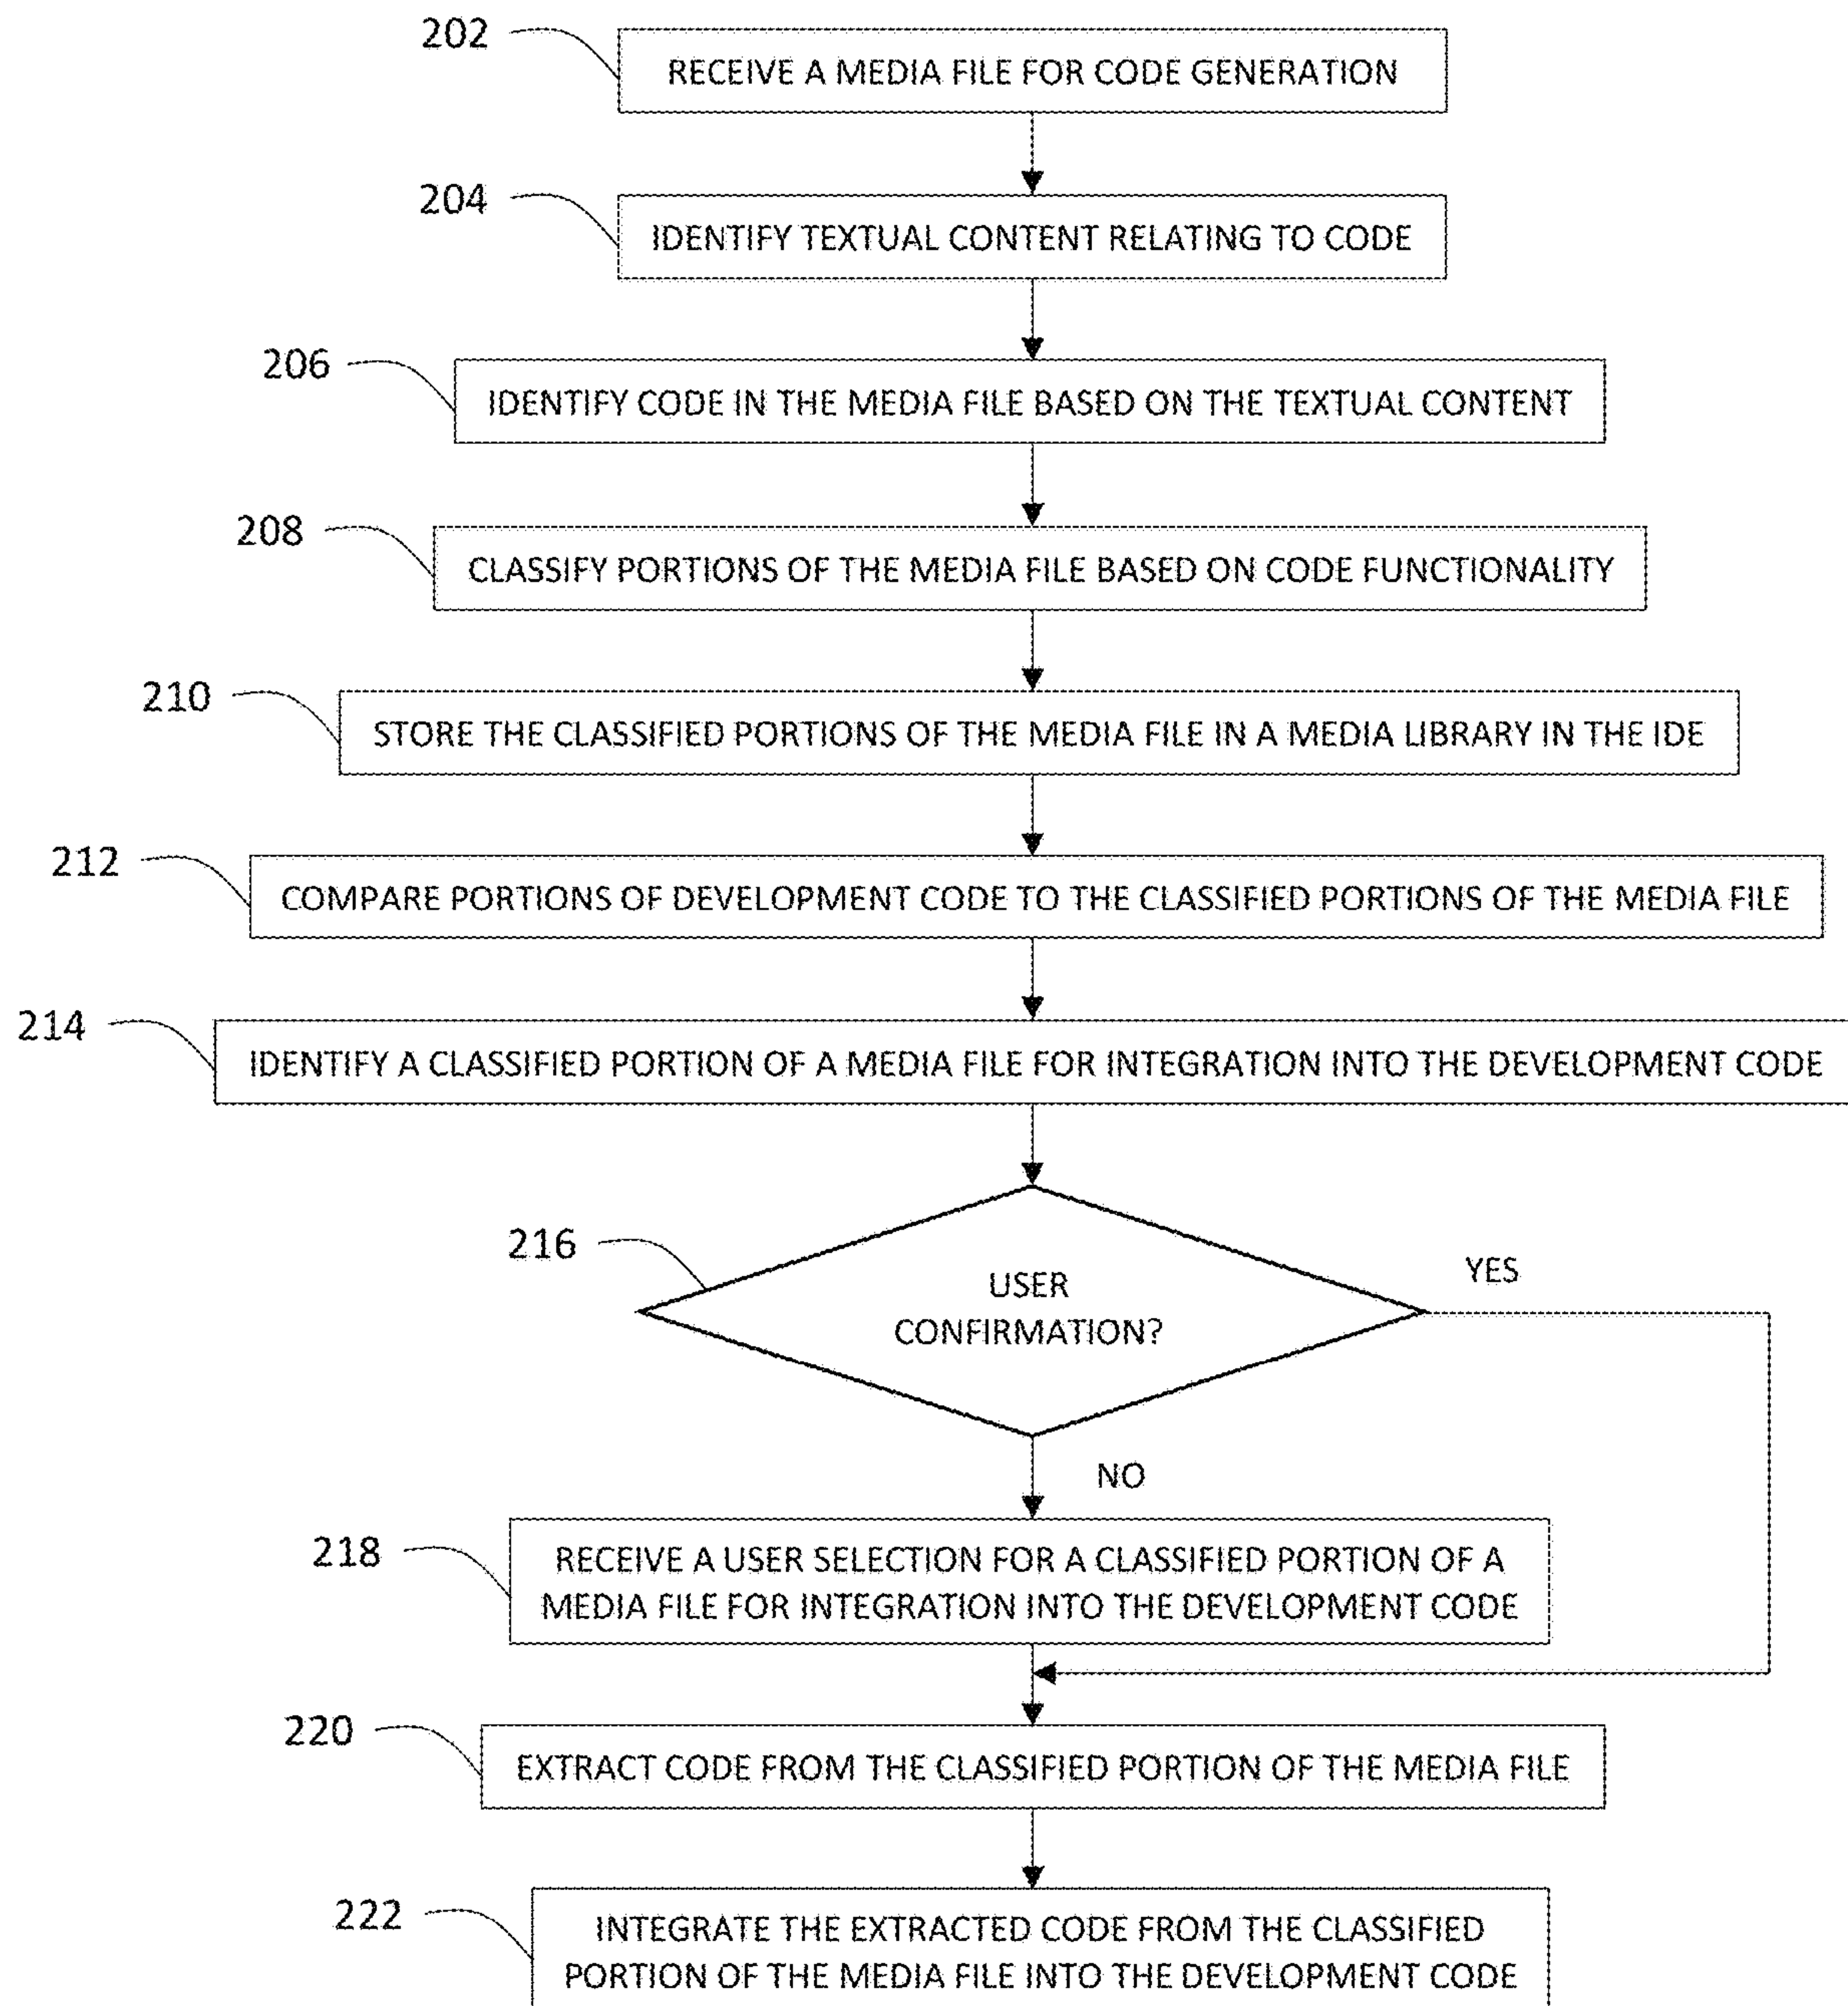 202
RECEIVE A MEDIA FILE FOR CODE GENERATION
204
IDENTIFY TEXTUAL CONTENT RELATING TO CODE
206
IDENTIFY CODE IN THE MEDIA FILE BASED ON THE TEXTUAL CONTENT
208
CLASSIFY PORTIONS OF THE MEDIA FILE BASED ON CODE FUNCTIONALITY
210
STORE THE CLASSIFIED PORTIONS OF THE MEDIA FILE IN A MEDIA LIBRARY IN THE IDE
212
COMPARE PORTIONS OF DEVELOPMENT CODE TO THE CLASSIFIED PORTIONS OF THE MEDIA FILE
214
IDENTIFY A CLASSIFIED PORTION OF A MEDIA FILE FOR INTEGRATION INTO THE DEVELOPMENT CODE
216
USER
CONFIRMATION?
YES
NO
218
RECEIVE A USER SELECTION FOR A CLASSIFIED PORTION OF A
MEDIA FILE FOR INTEGRATION INTO THE DEVELOPMENT CODE
220
EXTRACT CODE FROM THE CLASSIFIED PORTION OF THE MEDIA FILE
222
INTEGRATE THE EXTRACTED CODE FROM THE CLASSIFIED
PORTION OF THE MEDIA FILE INTO THE DEVELOPMENT CODE